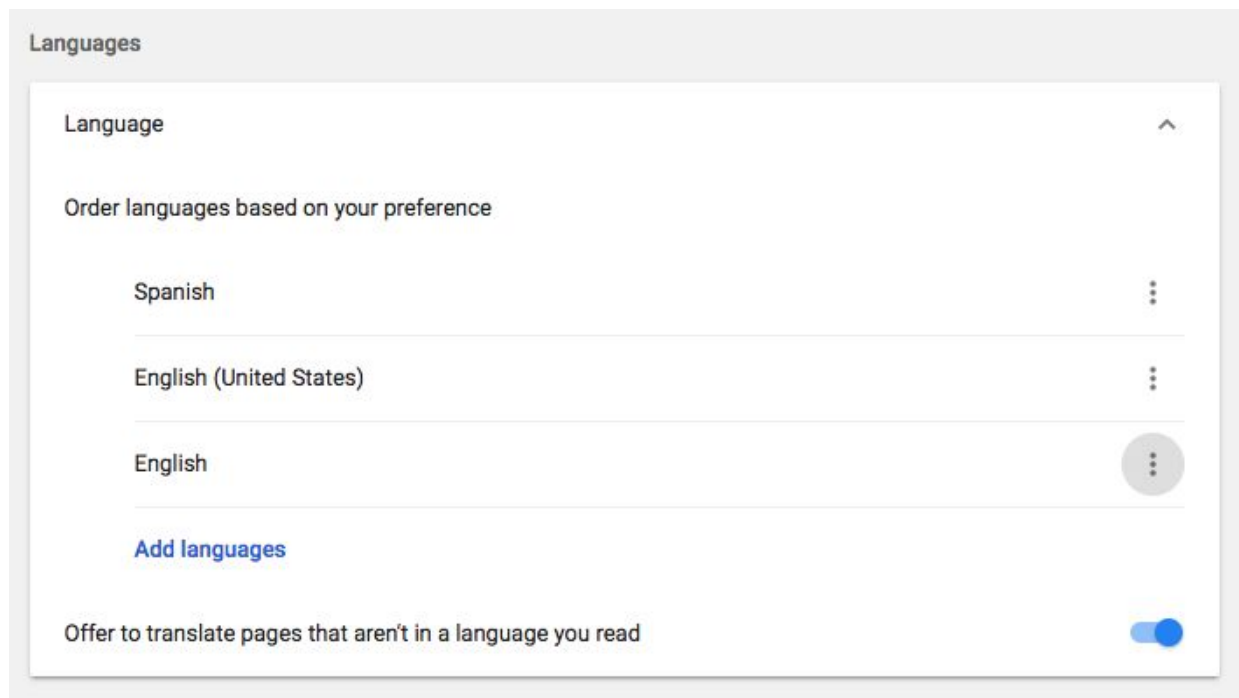 Languages
Language
Order languages based on your preference
Spanish
English (United States)
English
Add languages
Offer to translate pages that aren't in a language you read